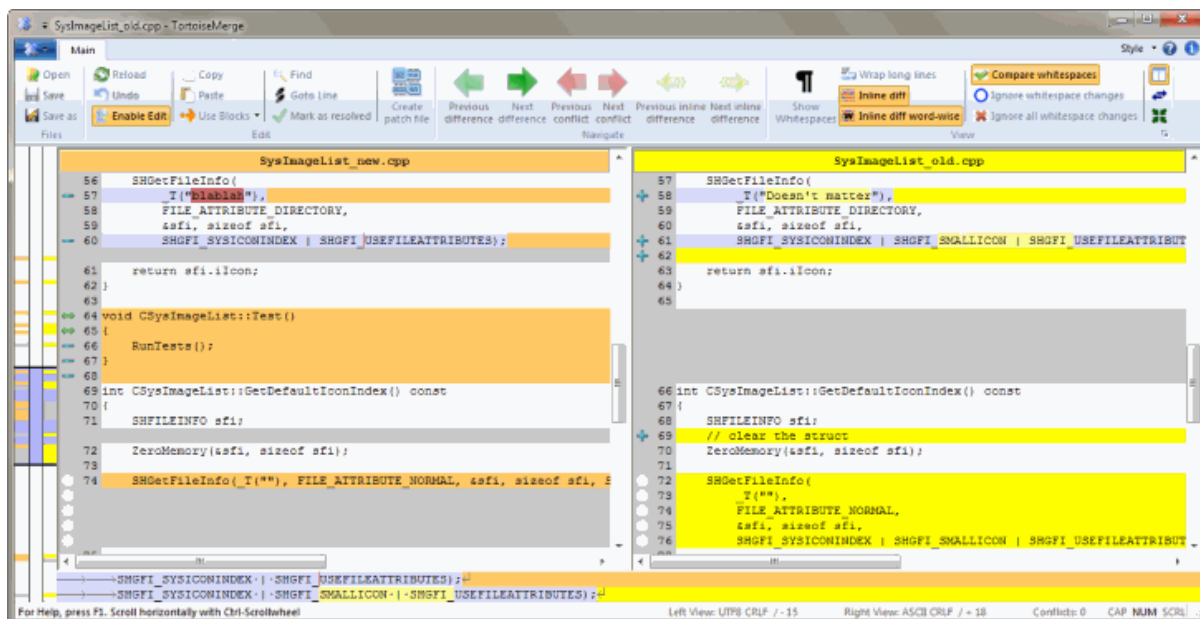 SysImageList_old.cpp - TortoiseMerge
Main
Style
Open
Save
Save as
Files
Reload
Undo
Enable Edit
Copy
Paste
Use Blocks
Find
Goto Line
Mark as resolved
Edit
Create patch file
Previous difference
Next difference
Previous conflict
Next conflict
Previous inline difference
Next inline difference
Navigate
Show Whitespaces
Wrap long lines
Inline diff
Inline diff word-wise
Compare whitespaces
Ignore whitespace changes
Ignore all whitespace changes
View
SysImageList_new.cpp
56 SHGetFileInfo(
57 _T("blablah"),
58 FILE_ATTRIBUTE_DIRECTORY,
59 &sfi, sizeof sfi,
60 SHGFI_SYSICONINDEX | SHGFI_USEFILEATTRIBUTES);
61 return sfi.iIcon;
62 }
63
64 void CSysImageList::Test()
65 {
66 RunTests();
67 }
68
69 int CSysImageList::GetDefaultIconIndex() const
70 {
71 SHFILEINFO sfi;
72 ZeroMemory(&sfi, sizeof sfi);
73
74 SHGetFileInfo(_T(""), FILE_ATTRIBUTE_NORMAL, &sfi, sizeof sfi, S
SysImageList_old.cpp
57 SHGetFileInfo(
58 _T("Doesn't matter"),
59 FILE_ATTRIBUTE_DIRECTORY,
60 &sfi, sizeof sfi,
61 SHGFI_SYSICONINDEX | SHGFI_SMALLICON | SHGFI_USEFILEATTRIBUT
62
63 return sfi.iIcon;
64 }
65
66 int CSysImageList::GetDefaultIconIndex() const
67 {
68 SHFILEINFO sfi;
69 // clear the struct
70 ZeroMemory(&sfi, sizeof sfi);
71
72 SHGetFileInfo(
73 _T(""),
74 FILE_ATTRIBUTE_NORMAL,
75 &sfi, sizeof sfi,
76 SHGFI_SYSICONINDEX | SHGFI_SMALLICON | SHGFI_USEFILEATTRIBUT
SHGFI_SYSICONINDEX·|·SHGFI_USEFILEATTRIBUTES);
SHGFI_SYSICONINDEX·|·SHGFI_SMALLICON·|·SHGFI_USEFILEATTRIBUTES);
For Help, press F1. Scroll horizontally with Ctrl-Scrollwheel
Left View: UTF8 CRLF / - 15
Right View: ASCII CRLF / + 18
Conflicts: 0
CAP NUM SCRL